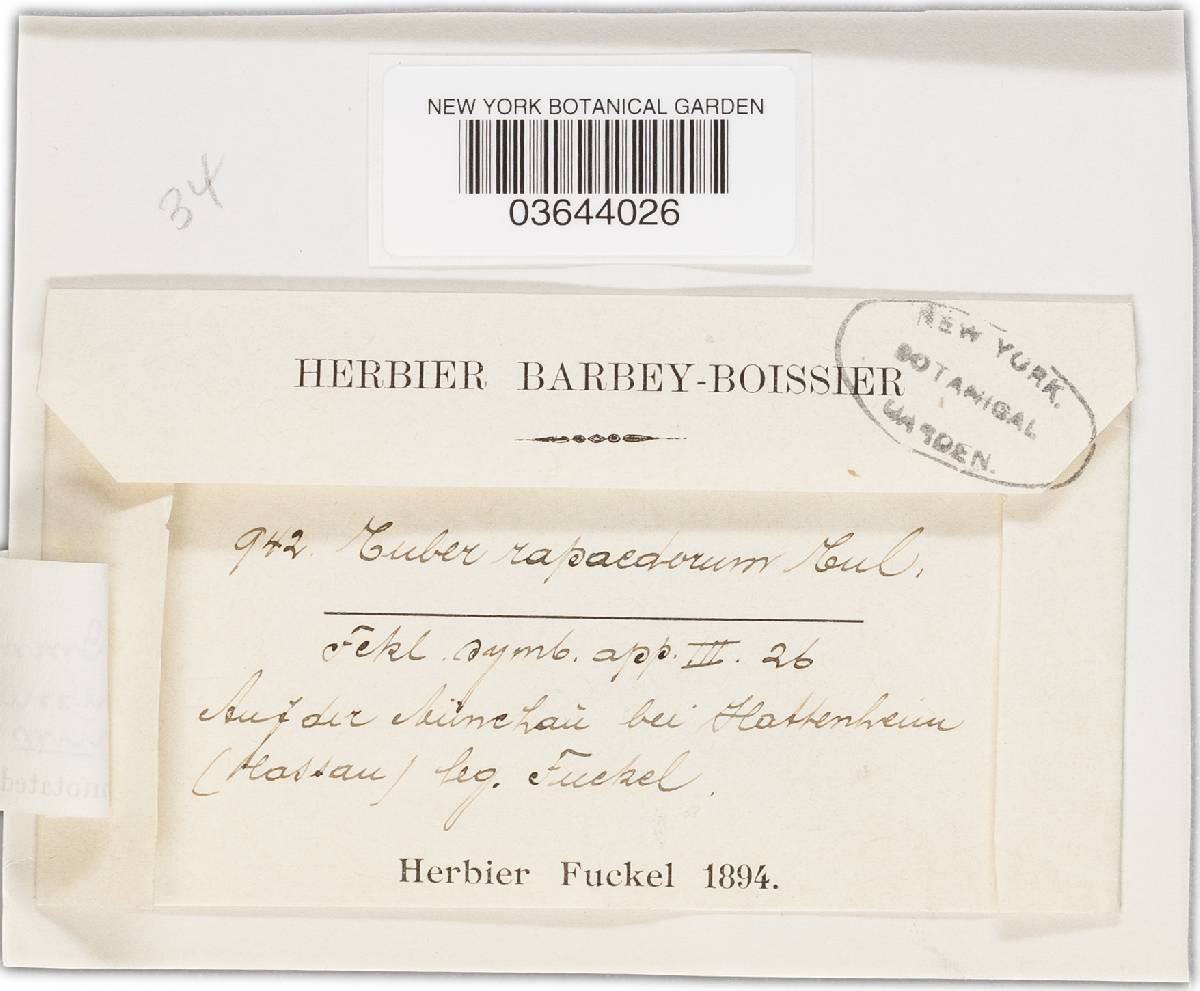 NEW YORK BOTANICAL GARDEN
03644026
34
HERBIER BARBEY-BOISSIER
NEW YORK.
BOTANICAL
GARDEN.
942. Tuber rapaedorum Tul.
Fckl. symb. app. III. 26
Auf der Münchau bei Hattenheim
(Nassau) leg. Fuckel.
Herbier Fuckel 1894.